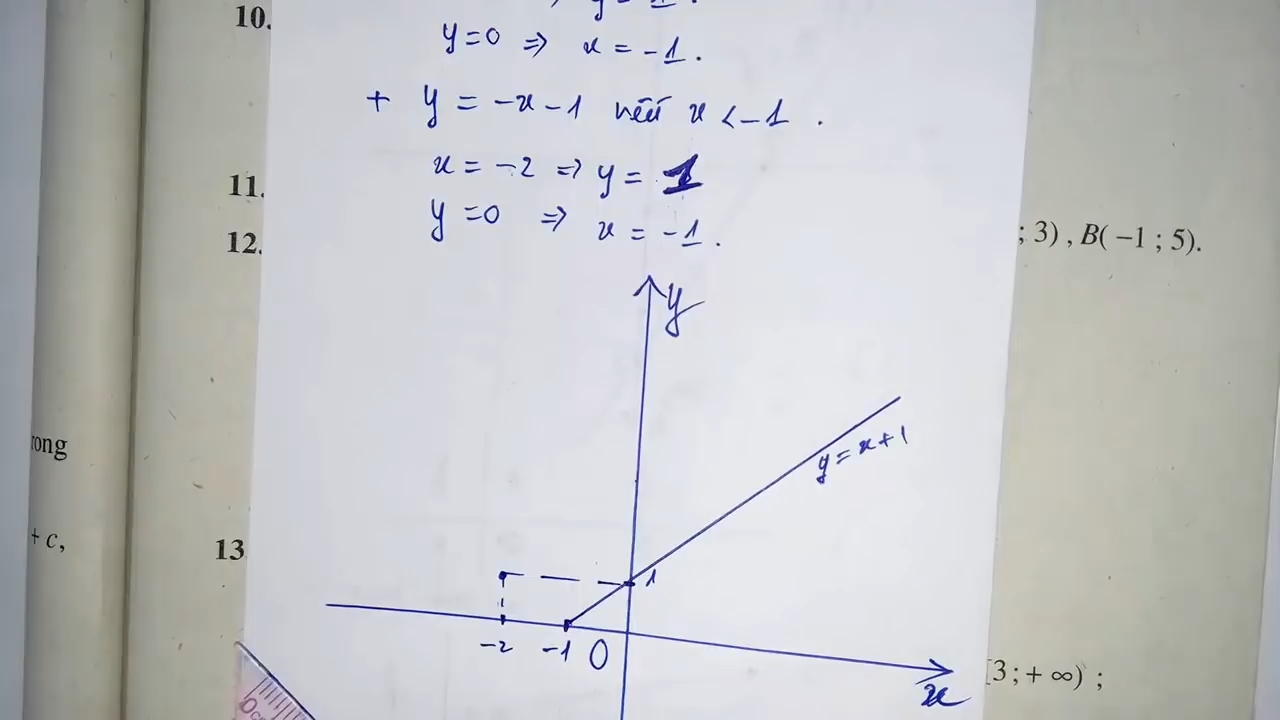 10.
y = 1.
y = 0 ⇒ x = -1.
+ y = -x - 1 nếu x < -1 .
11.
x = -2 ⇒ y = 1
12.
y = 0 ⇒ x = -1.
; 3) , B( −1 ; 5).
y
rong
y = x + 1
+ c,
13
1
-2 -1 O
[3 ; + ∞) ;
x